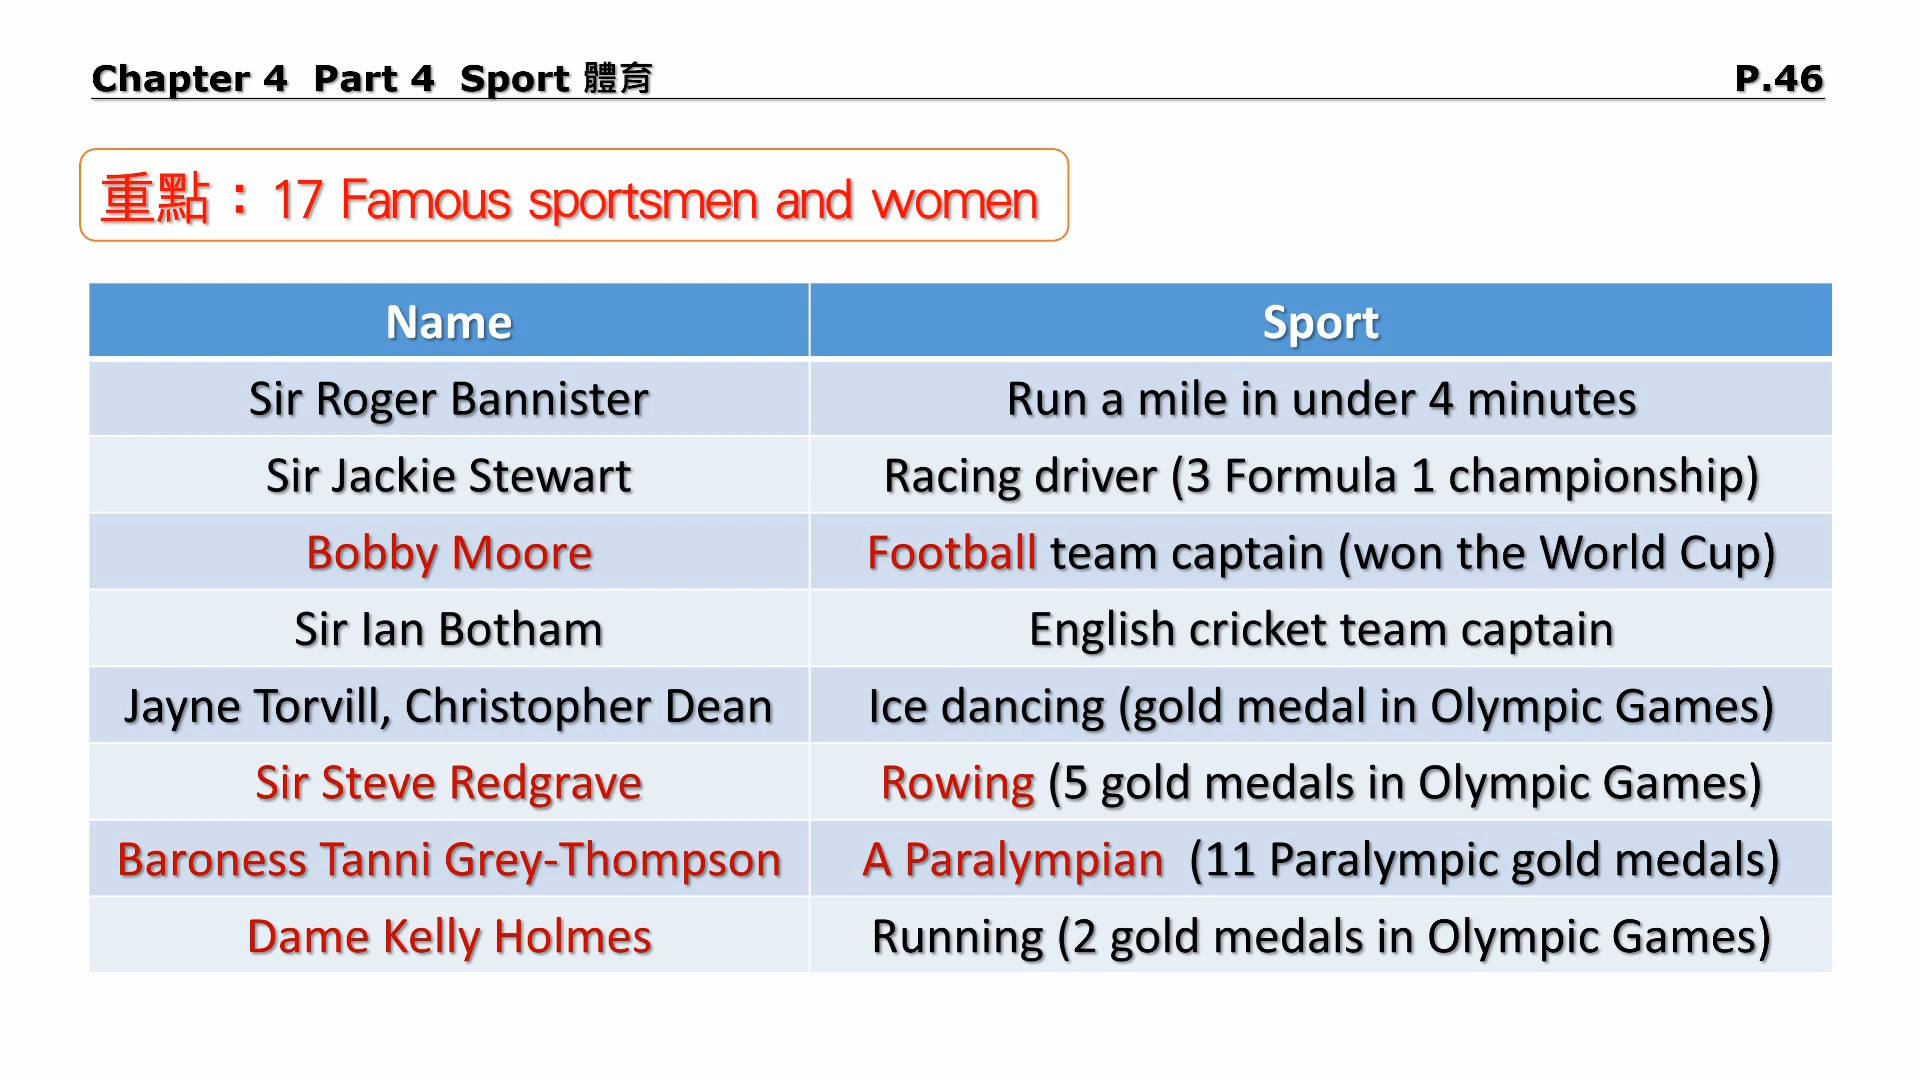 Chapter 4  Part 4  Sport 體育 P.46
重點：17 Famous sportsmen and women
Name Sport
Sir Roger Bannister Run a mile in under 4 minutes
Sir Jackie Stewart Racing driver (3 Formula 1 championship)
Bobby Moore Football team captain (won the World Cup)
Sir Ian Botham English cricket team captain
Jayne Torvill, Christopher Dean Ice dancing (gold medal in Olympic Games)
Sir Steve Redgrave Rowing (5 gold medals in Olympic Games)
Baroness Tanni Grey-Thompson A Paralympian  (11 Paralympic gold medals)
Dame Kelly Holmes Running (2 gold medals in Olympic Games)